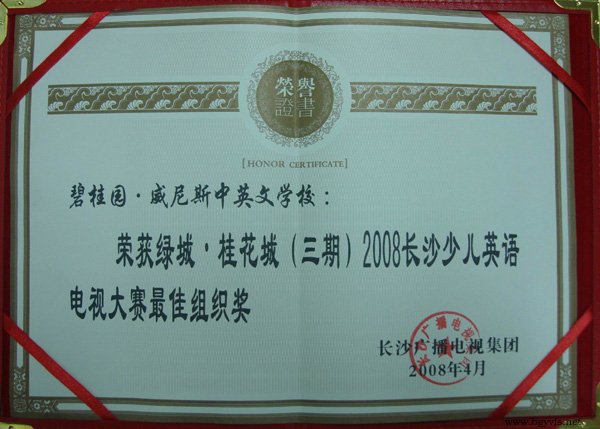 榮譽
證書
[HONOR CERTIFICATE]
碧桂园·威尼斯中英文学校：
荣获绿城·桂花城（三期）2008长沙少儿英语
电视大赛最佳组织奖
长沙广播电视集团
2008年4月